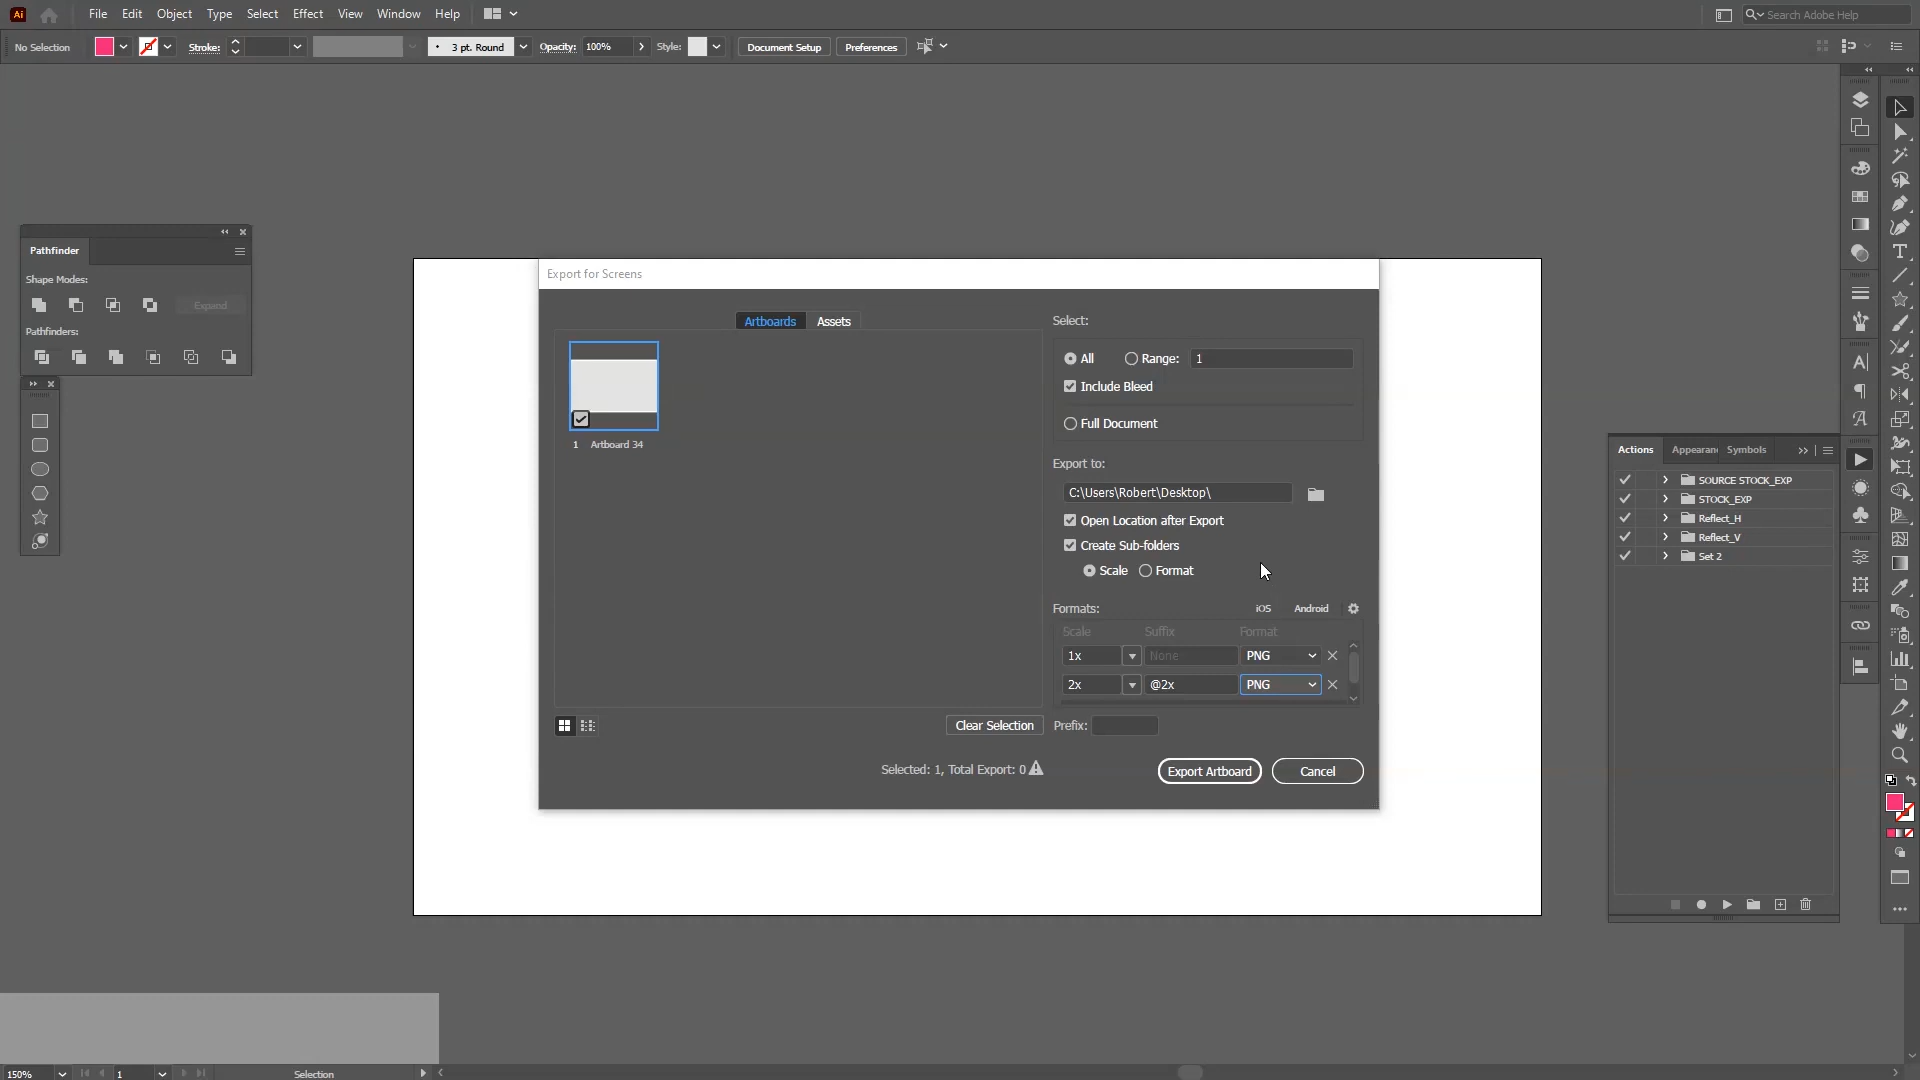 Ai
File Edit Object Type Select Effect View Window Help
Search Adobe Help
No Selection
Stroke:
3 pt. Round
Opacity: 100%
Style:
Document Setup
Preferences
Pathfinder
Shape Modes:
Expand
Pathfinders:
Export for Screens
Artboards Assets
1 Artboard 34
Clear Selection
Selected: 1, Total Export: 0
Select:
All Range: 1
Include Bleed
Full Document
Export to:
C:\Users\Robert\Desktop\
Open Location after Export
Create Sub-folders
Scale Format
Formats: iOS Android
Scale Suffix Format
1x None PNG
2x @2x PNG
Prefix:
Export Artboard Cancel
Actions Appearan Symbols
SOURCE STOCK_EXP
STOCK_EXP
Reflect_H
Reflect_V
Set 2
150% 1 Selection